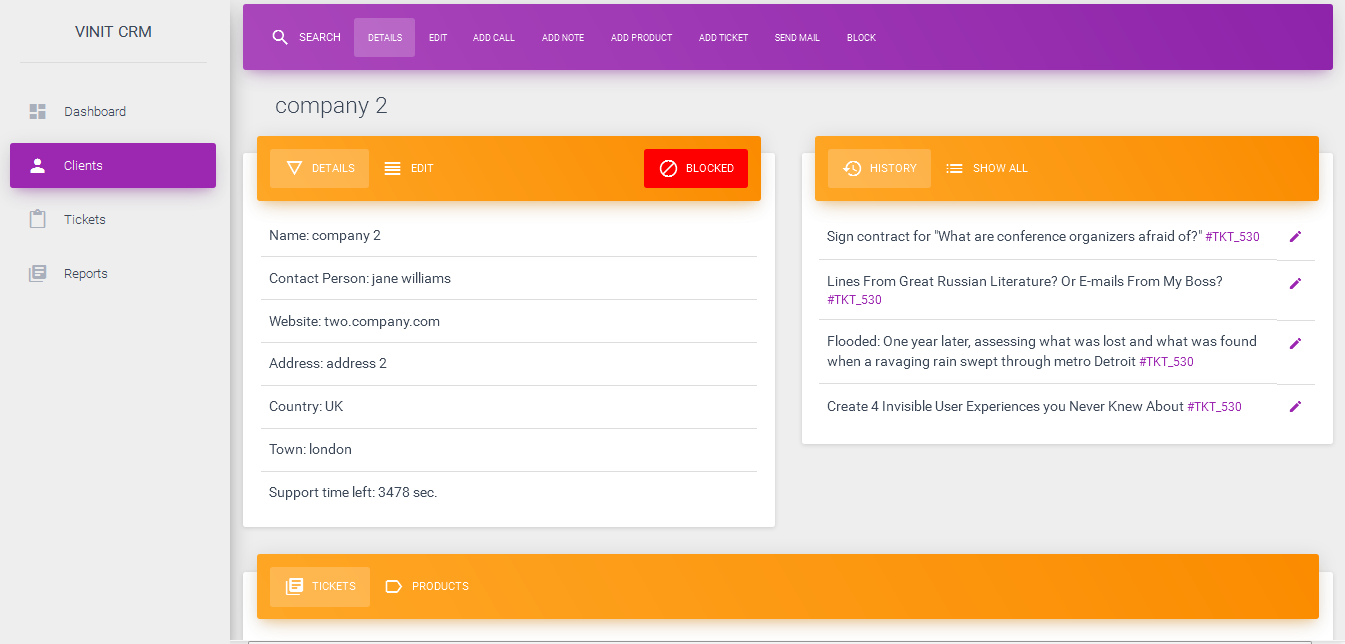 VINIT CRM
Dashboard
Clients
Tickets
Reports
SEARCH DETAILS EDIT ADD CALL ADD NOTE ADD PRODUCT ADD TICKET SEND MAIL BLOCK
company 2
DETAILS EDIT BLOCKED
Name: company 2
Contact Person: jane williams
Website: two.company.com
Address: address 2
Country: UK
Town: london
Support time left: 3478 sec.
HISTORY SHOW ALL
Sign contract for "What are conference organizers afraid of?" #TKT_530
Lines From Great Russian Literature? Or E-mails From My Boss?
#TKT_530
Flooded: One year later, assessing what was lost and what was found
when a ravaging rain swept through metro Detroit #TKT_530
Create 4 Invisible User Experiences you Never Knew About #TKT_530
TICKETS PRODUCTS